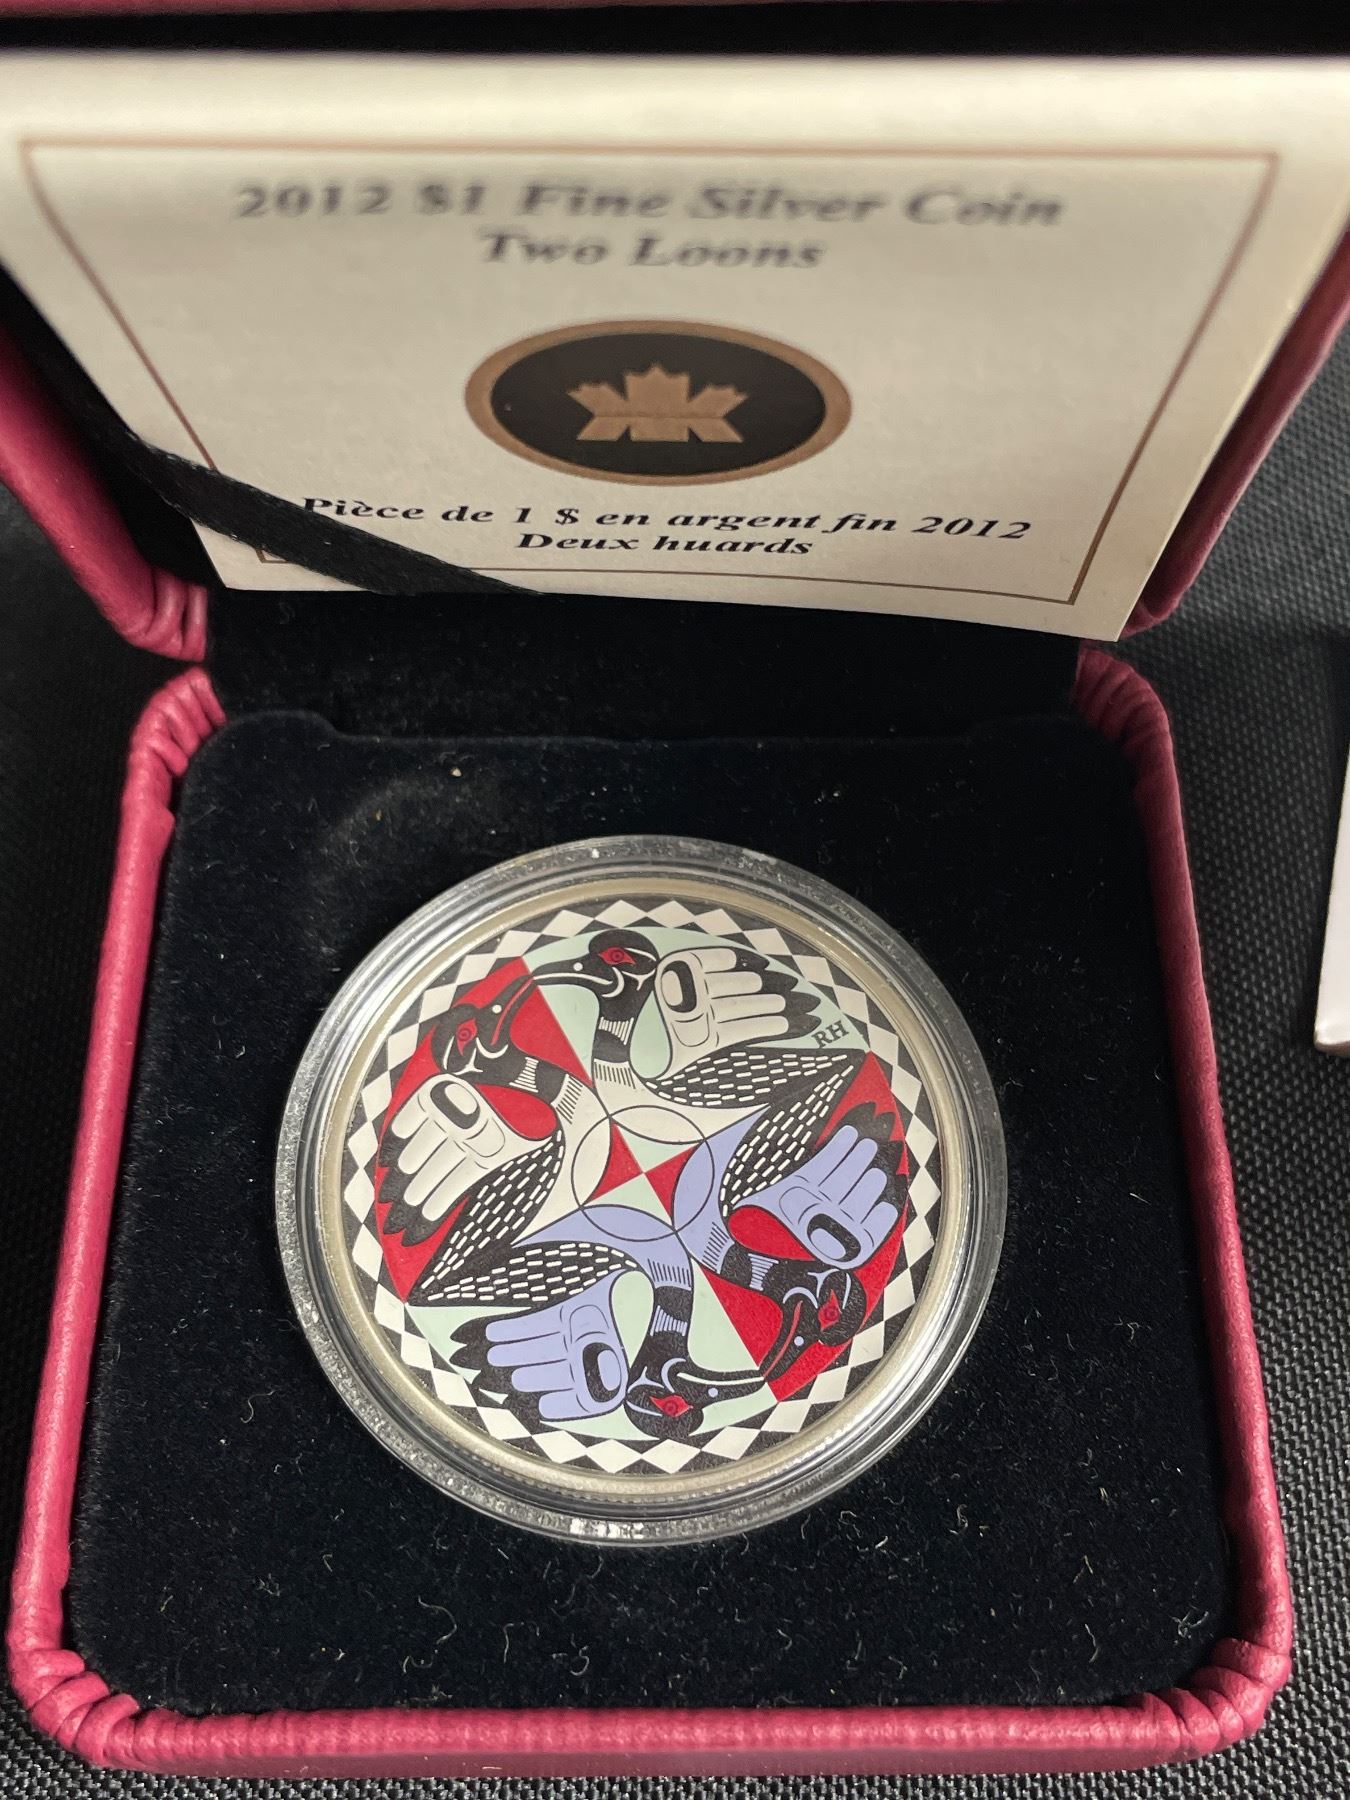 2012 $1 Fine Silver Coin
Two Loons
Pièce de 1 $ en argent fin 2012
Deux huards
RH